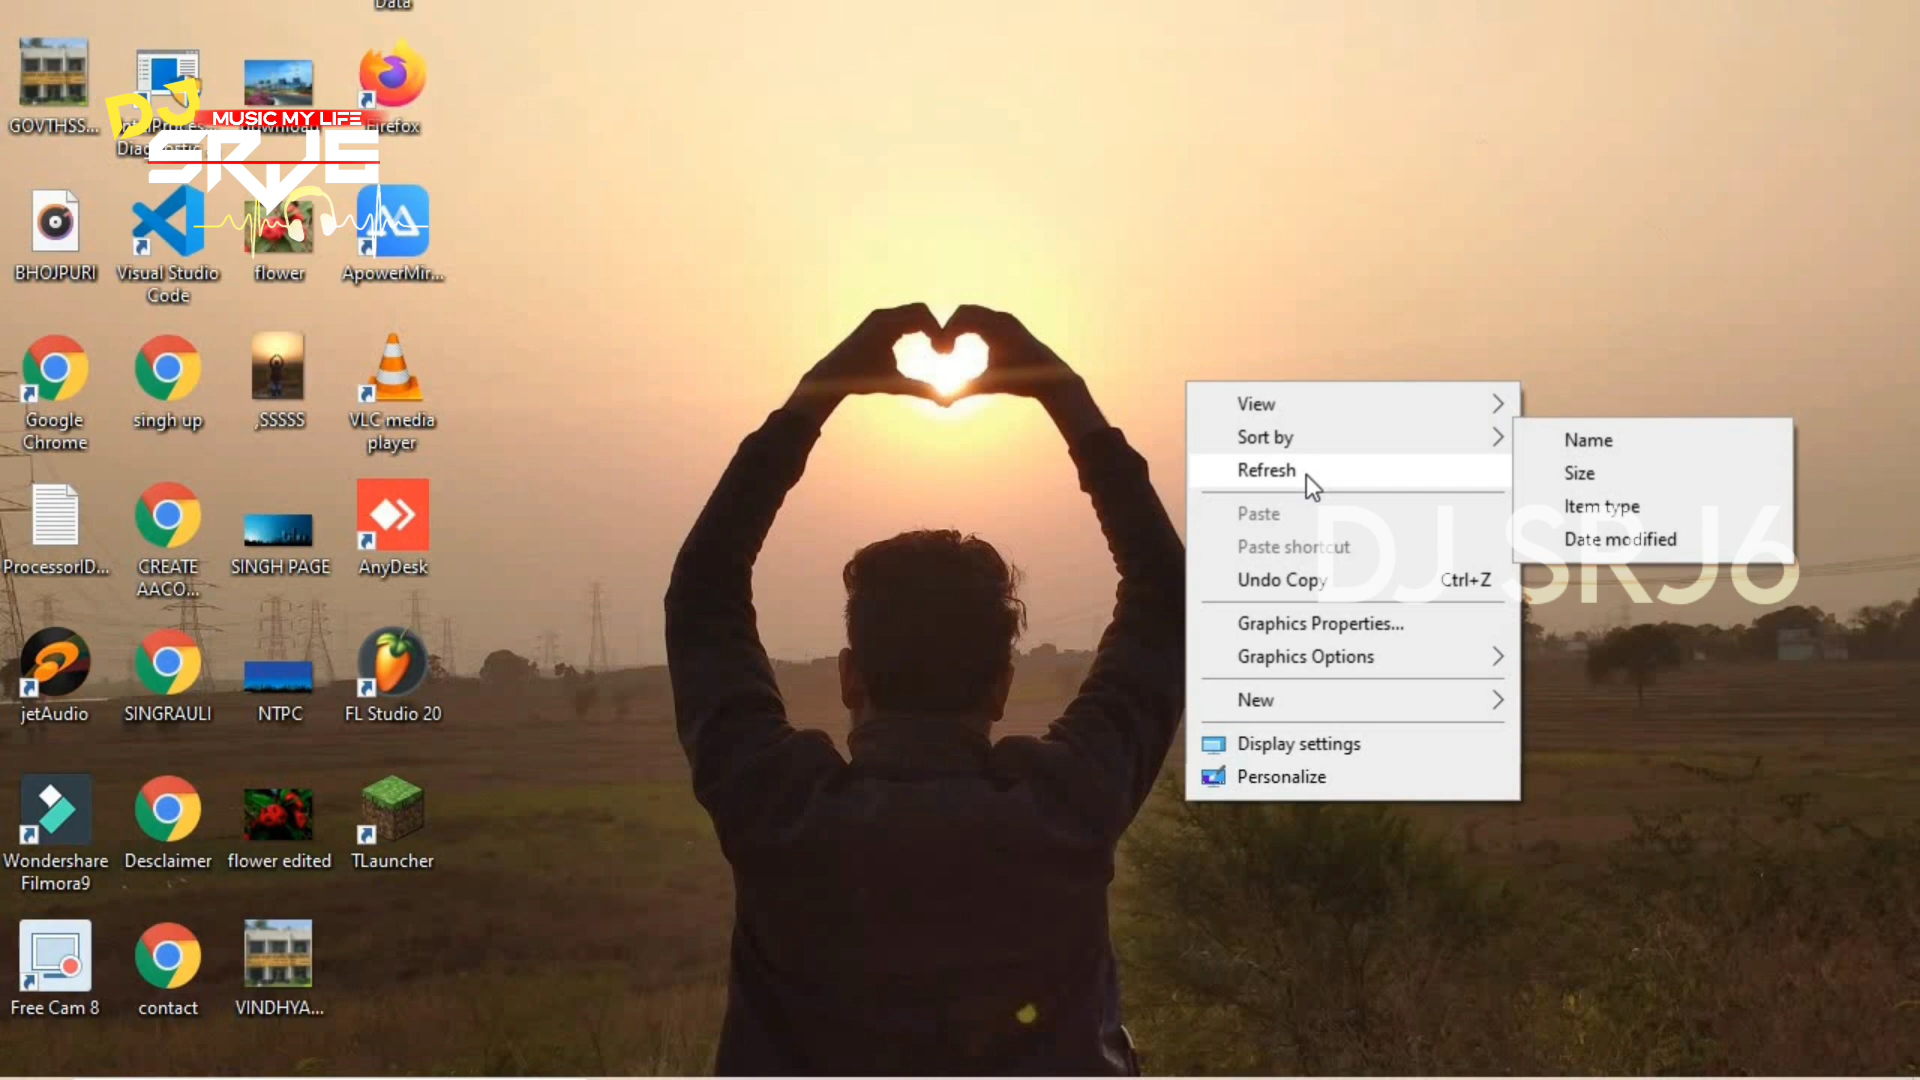 Data
GOVTHSS...
Diagnostic
Firefox
DJ
MUSIC MY LIFE
SRJ6
BHOJPURI
Visual Studio
Code
flower
ApowerMir...
Google
Chrome
singh up
,SSSSS
VLC media
player
ProcessorID...
CREATE
AACO...
SINGH PAGE
AnyDesk
jetAudio
SINGRAULI
NTPC
FL Studio 20
Wondershare
Filmora9
Desclaimer
flower edited
TLauncher
Free Cam 8
contact
VINDHYA...
View
Sort by
Refresh
Paste
Paste shortcut
Undo Copy Ctrl+Z
Graphics Properties...
Graphics Options
New
Display settings
Personalize
Name
Size
Item type
Date modified
DJ SRJ6